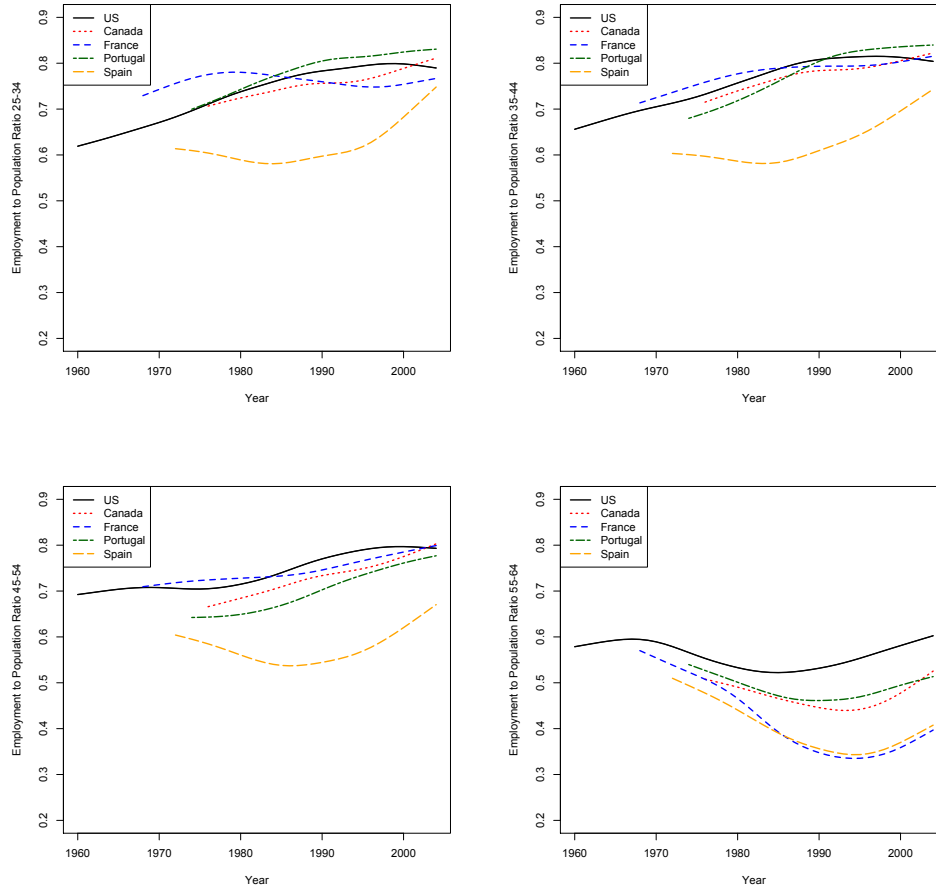 Employment to Population Ratio 25-34
0.9
0.8
0.7
0.6
0.5
0.4
0.3
0.2
US
Canada
France
Portugal
Spain
1960 1970 1980 1990 2000
Year
Employment to Population Ratio 35-44
0.9
0.8
0.7
0.6
0.5
0.4
0.3
0.2
US
Canada
France
Portugal
Spain
1960 1970 1980 1990 2000
Year
Employment to Population Ratio 45-54
0.9
0.8
0.7
0.6
0.5
0.4
0.3
0.2
US
Canada
France
Portugal
Spain
1960 1970 1980 1990 2000
Year
Employment to Population Ratio 55-64
0.9
0.8
0.7
0.6
0.5
0.4
0.3
0.2
US
Canada
France
Portugal
Spain
1960 1970 1980 1990 2000
Year